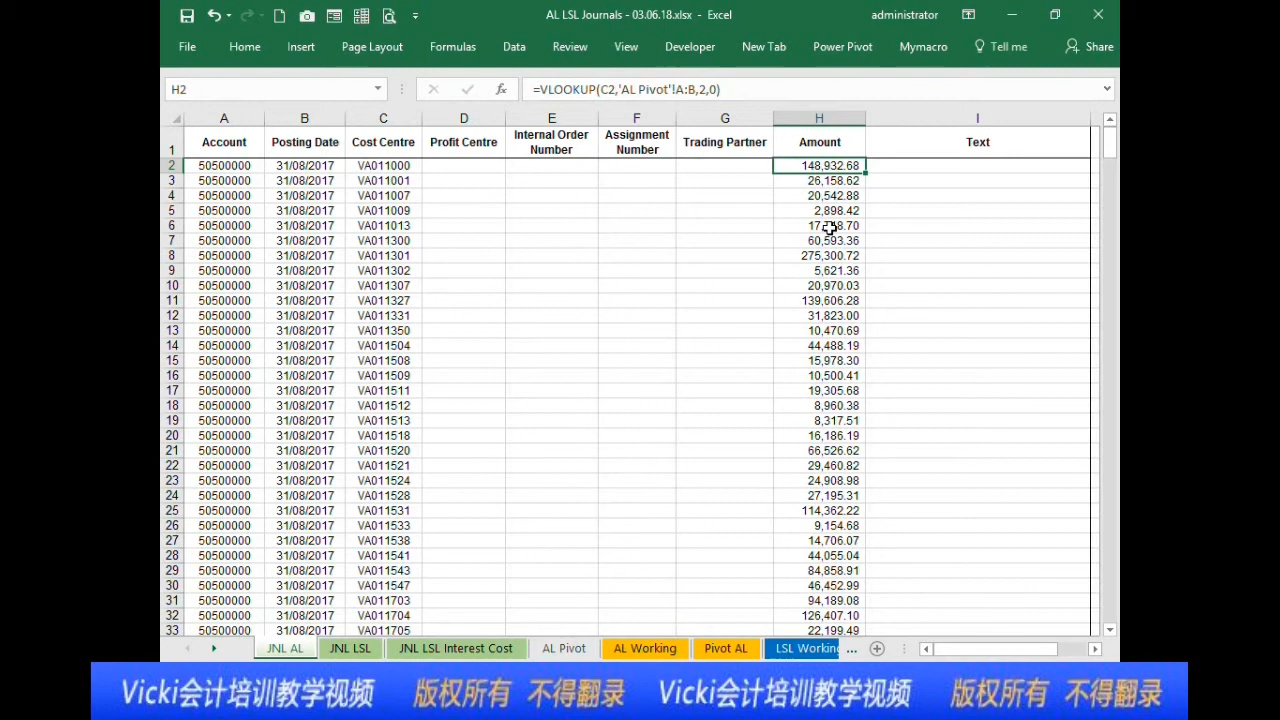 AL LSL Journals - 03.06.18.xlsx - Excel administrator
File Home Insert Page Layout Formulas Data Review View Developer New Tab Power Pivot Mymacro Tell me Share
H2 fx =VLOOKUP(C2,'AL Pivot'!A:B,2,0)
A B C D E F G H I
1 Account Posting Date Cost Centre Profit Centre Internal Order Number Assignment Number Trading Partner Amount Text
2 50500000 31/08/2017 VA011000 148,932.68
3 50500000 31/08/2017 VA011001 26,158.62
4 50500000 31/08/2017 VA011007 20,542.88
5 50500000 31/08/2017 VA011009 2,898.42
6 50500000 31/08/2017 VA011013
7 50500000 31/08/2017 VA011300 60,593.36
8 50500000 31/08/2017 VA011301 275,300.72
9 50500000 31/08/2017 VA011302 5,621.36
10 50500000 31/08/2017 VA011307 20,970.03
11 50500000 31/08/2017 VA011327 139,606.28
12 50500000 31/08/2017 VA011331 31,823.00
13 50500000 31/08/2017 VA011350 10,470.69
14 50500000 31/08/2017 VA011504 44,488.19
15 50500000 31/08/2017 VA011508 15,978.30
16 50500000 31/08/2017 VA011509 10,500.41
17 50500000 31/08/2017 VA011511 19,305.68
18 50500000 31/08/2017 VA011512 8,960.38
19 50500000 31/08/2017 VA011513 8,317.51
20 50500000 31/08/2017 VA011518 16,186.19
21 50500000 31/08/2017 VA011520 66,526.62
22 50500000 31/08/2017 VA011521 29,460.82
23 50500000 31/08/2017 VA011524 24,908.98
24 50500000 31/08/2017 VA011528 27,195.31
25 50500000 31/08/2017 VA011531 114,362.22
26 50500000 31/08/2017 VA011533 9,154.68
27 50500000 31/08/2017 VA011538 14,706.07
28 50500000 31/08/2017 VA011541 44,055.04
29 50500000 31/08/2017 VA011543 84,858.91
30 50500000 31/08/2017 VA011547 46,452.99
31 50500000 31/08/2017 VA011703 94,189.08
32 50500000 31/08/2017 VA011704 126,407.10
33 50500000 31/08/2017 VA011705 22,199.49
JNL AL JNL LSL JNL LSL Interest Cost AL Pivot AL Working Pivot AL LSL Working ...
Vicki会计培训教学视频 版权所有 不得翻录 Vicki会计培训教学视频 版权所有 不得翻录